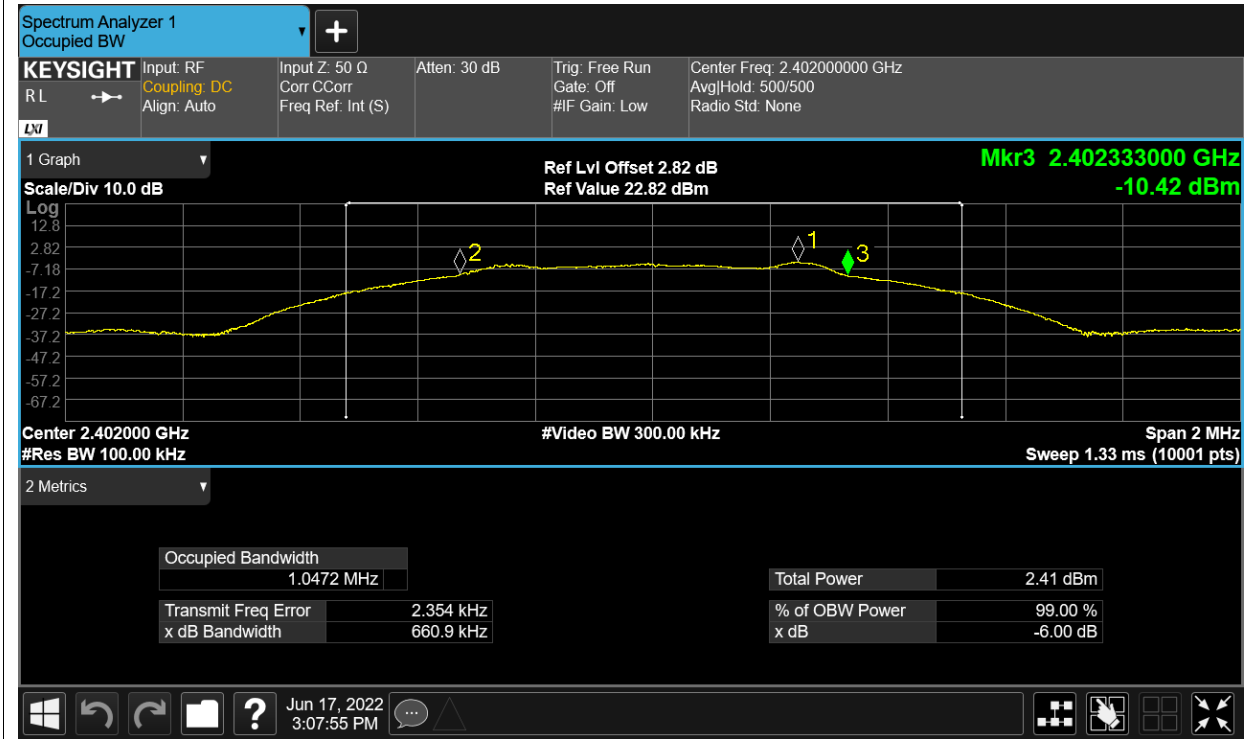 Spectrum Analyzer 1
Occupied BW
KEYSIGHT Input: RF Input Z: 50 Ω Atten: 30 dB Trig: Free Run Center Freq: 2.402000000 GHz
R L Coupling: DC Corr CCorr Gate: Off Avg|Hold: 500/500
Align: Auto Freq Ref: Int (S) #IF Gain: Low Radio Std: None
LXI
1 Graph Ref Lvl Offset 2.82 dB Mkr3 2.402333000 GHz
Scale/Div 10.0 dB Ref Value 22.82 dBm -10.42 dBm
Log
12.8
2.82
-7.18
-17.2
-27.2
-37.2
-47.2
-57.2
-67.2
2
1
3
Center 2.402000 GHz #Video BW 300.00 kHz Span 2 MHz
#Res BW 100.00 kHz Sweep 1.33 ms (10001 pts)
2 Metrics
Occupied Bandwidth
1.0472 MHz Total Power 2.41 dBm
Transmit Freq Error 2.354 kHz % of OBW Power 99.00 %
x dB Bandwidth 660.9 kHz x dB -6.00 dB
? Jun 17, 2022
3:07:55 PM